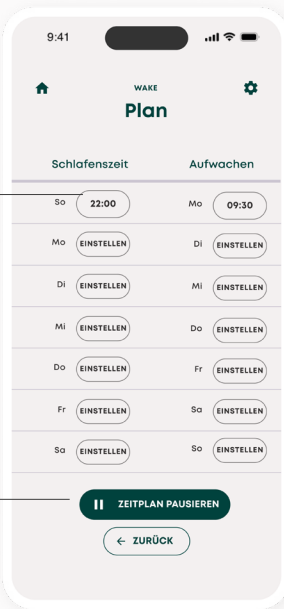 9:41
WAKE
Plan
Schlafenszeit Aufwachen
So 22:00 Mo 09:30
Mo EINSTELLEN Di EINSTELLEN
Di EINSTELLEN Mi EINSTELLEN
Mi EINSTELLEN Do EINSTELLEN
Do EINSTELLEN Fr EINSTELLEN
Fr EINSTELLEN Sa EINSTELLEN
Sa EINSTELLEN So EINSTELLEN
ZEITPLAN PAUSIEREN
← ZURÜCK